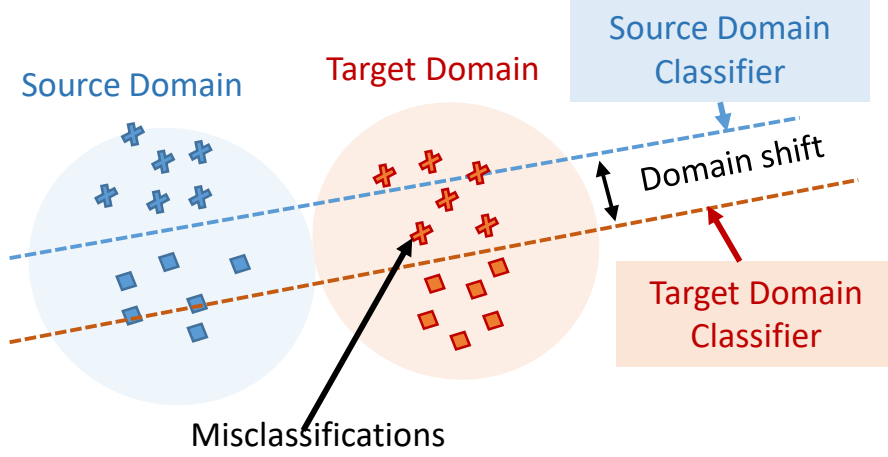 Source Domain
Classifier
Target Domain
Source Domain
Domain shift
Target Domain
Classifier
Misclassifications